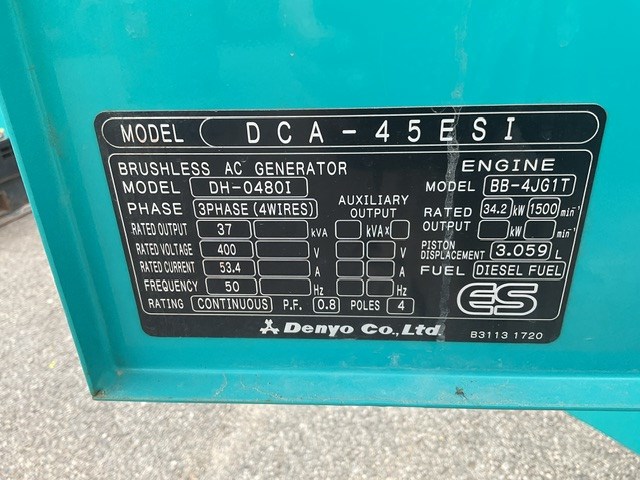 MODEL DCA-45ESI
BRUSHLESS AC GENERATOR
MODEL DH-0480I
PHASE 3PHASE (4WIRES)
RATED OUTPUT 37 kVA
RATED VOLTAGE 400 V
RATED CURRENT 53.4 A
FREQUENCY 50 Hz
RATING CONTINUOUS P.F. 0.8 POLES 4
AUXILIARY
OUTPUT
kVA X
V
A
Hz
ENGINE
MODEL BB-4JG1T
RATED OUTPUT 34.2 kW 1500 min⁻¹
kW min⁻¹
PISTON DISPLACEMENT 3.059 L
FUEL DIESEL FUEL
ES
Denyo Co., Ltd.
B3113 1720